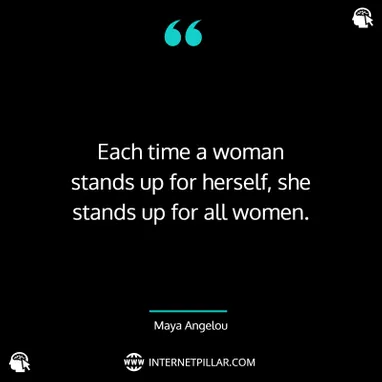 “
Each time a woman
stands up for herself, she
stands up for all women.
Maya Angelou
WWW INTERNETPILLAR.COM